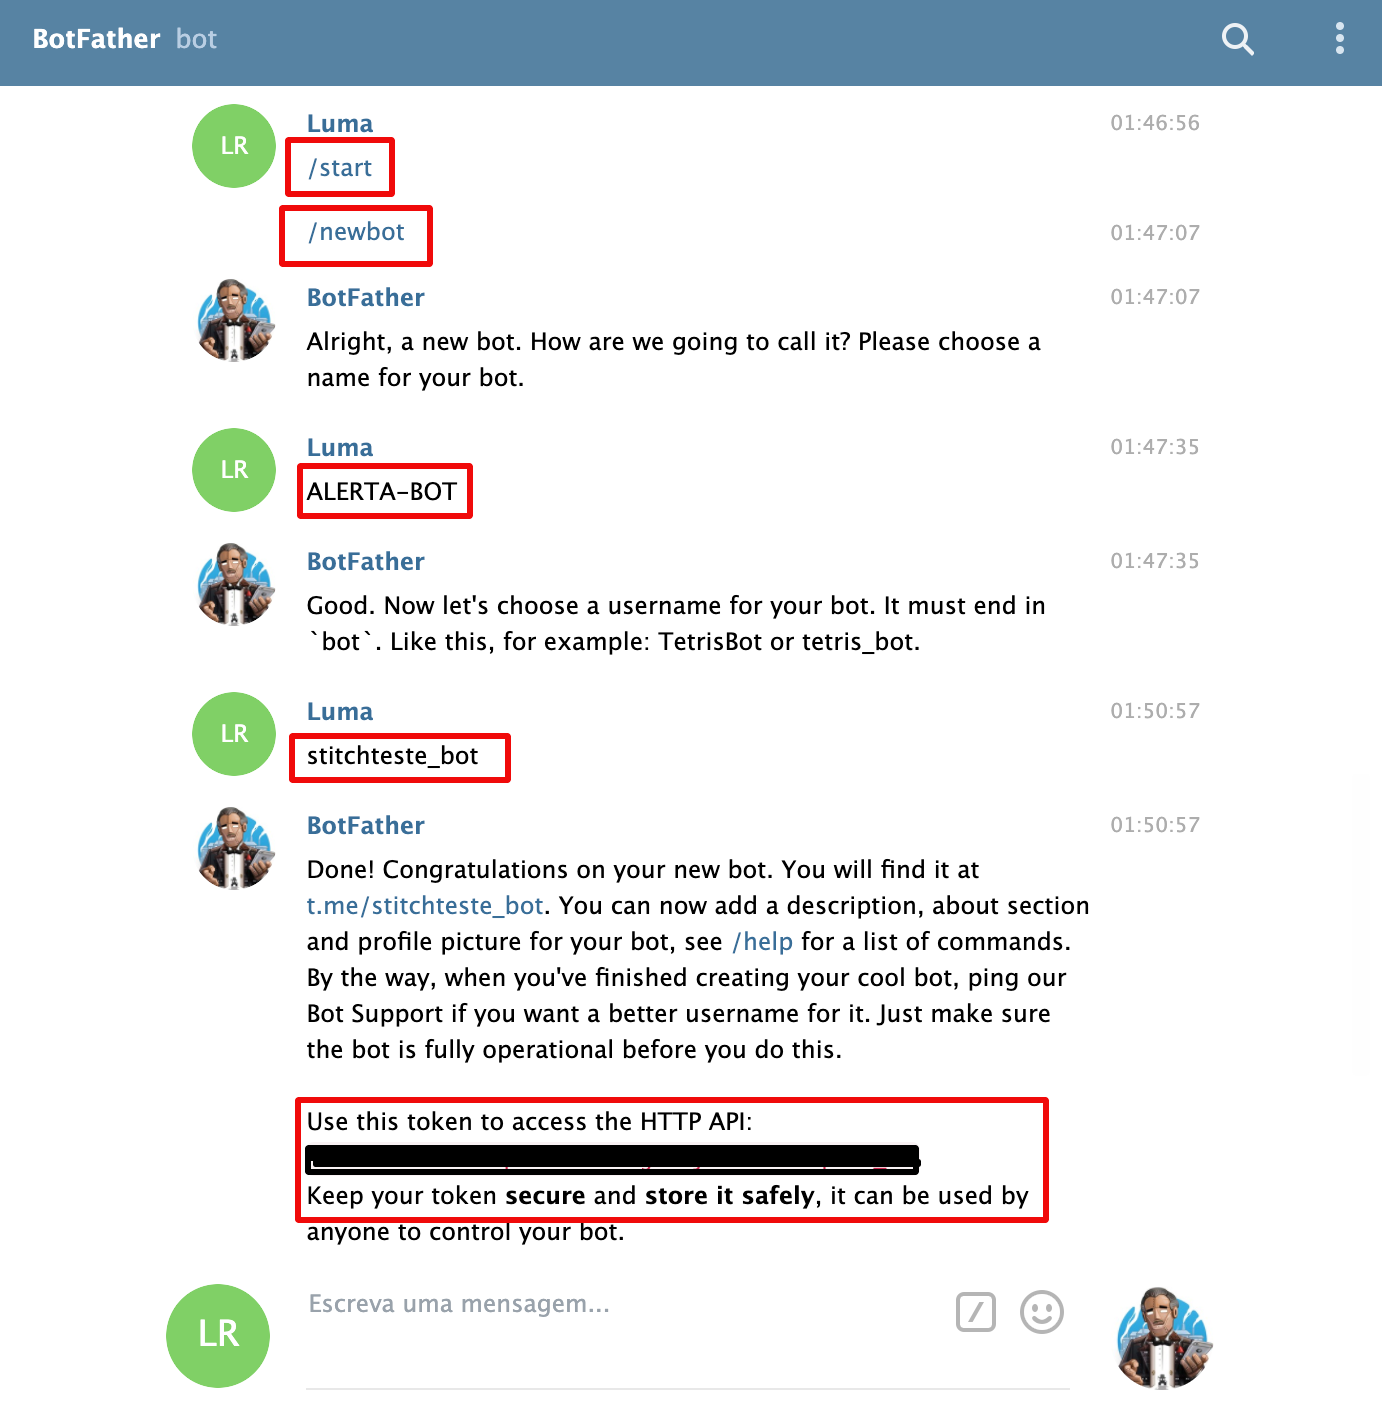 BotFather bot
LR
Luma 01:46:56
/start
/newbot 01:47:07
BotFather 01:47:07
Alright, a new bot. How are we going to call it? Please choose a
name for your bot.
LR
Luma 01:47:35
ALERTA-BOT
BotFather 01:47:35
Good. Now let's choose a username for your bot. It must end in
`bot`. Like this, for example: TetrisBot or tetris_bot.
LR
Luma 01:50:57
stitchteste_bot
BotFather 01:50:57
Done! Congratulations on your new bot. You will find it at
t.me/stitchteste_bot. You can now add a description, about section
and profile picture for your bot, see /help for a list of commands.
By the way, when you've finished creating your cool bot, ping our
Bot Support if you want a better username for it. Just make sure
the bot is fully operational before you do this.
Use this token to access the HTTP API:
Keep your token secure and store it safely, it can be used by
anyone to control your bot.
LR
Escreva uma mensagem...